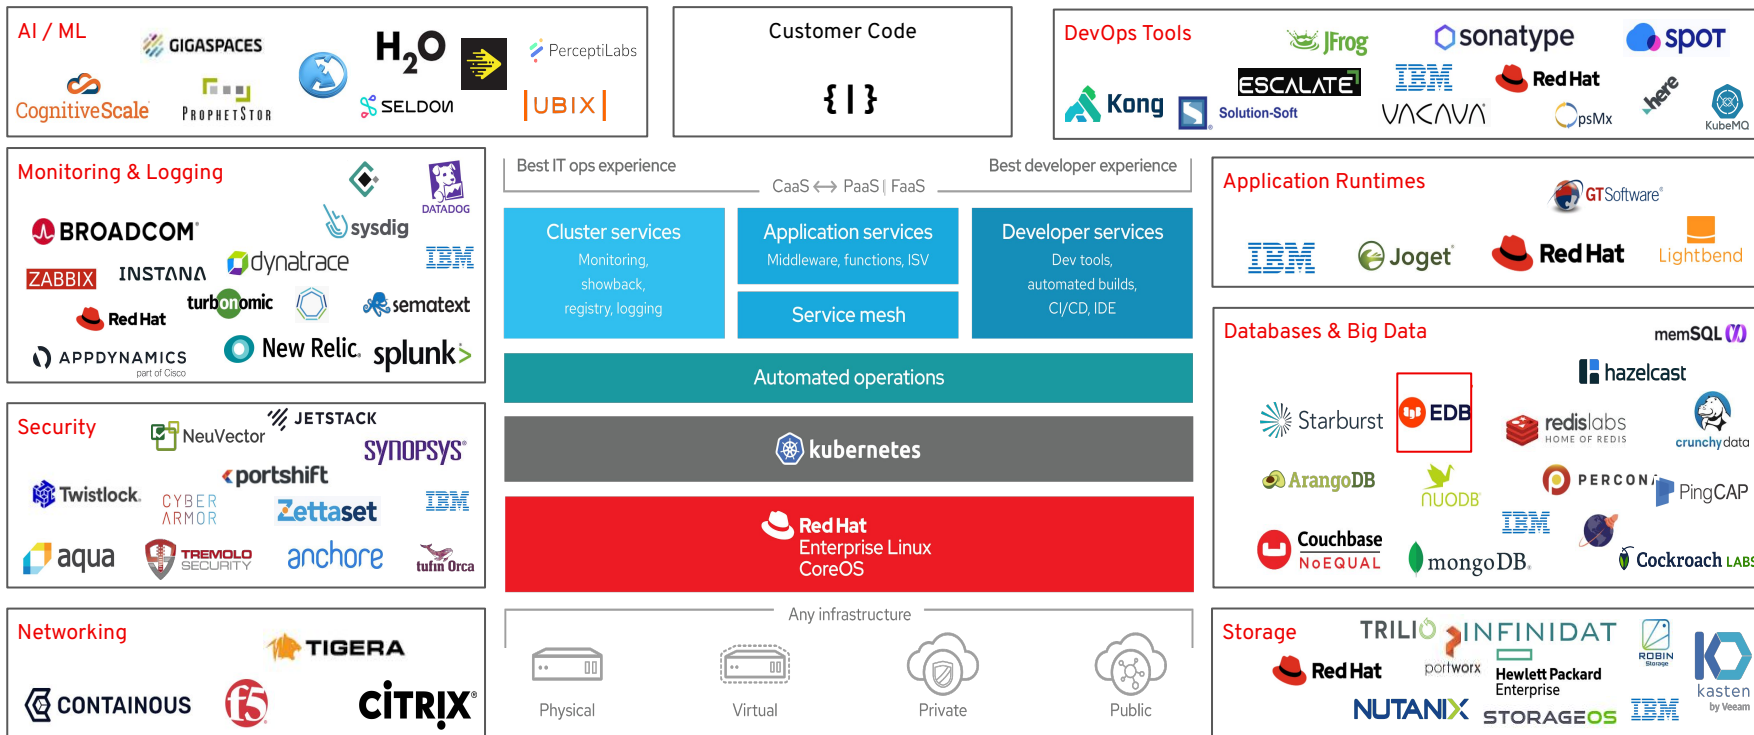 AI / ML
GIGASPACES
H2O
PerceptiLabs
CognitiveScale
PROPHETSTOR
SELDON
UBIX
Customer Code
{ | }
DevOps Tools
JFrog
sonatype
spot
ESCALATE
IBM
Red Hat
here
Kong
Solution-Soft
VACAVA
OpsMx
KubeMQ
Monitoring & Logging
DATADOG
sysdig
BROADCOM
dynatrace
IBM
ZABBIX
INSTANA
turbonomic
sematext
Red Hat
APPDYNAMICS
part of Cisco
New Relic.
splunk>
Best IT ops experience
Best developer experience
CaaS ↔ PaaS | FaaS
Cluster services
Monitoring,
showback,
registry, logging
Application services
Middleware, functions, ISV
Service mesh
Developer services
Dev tools,
automated builds,
CI/CD, IDE
Automated operations
kubernetes
Red Hat
Enterprise Linux
CoreOS
Any infrastructure
Physical
Virtual
Private
Public
Application Runtimes
GTSoftware
IBM
Joget
Red Hat
Lightbend
Databases & Big Data
memSQL
hazelcast
Starburst
EDB
redislabs
HOME OF REDIS
crunchydata
ArangoDB
NUODB
PERCONA
PingCAP
IBM
Couchbase
NoEQUAL
mongoDB.
Cockroach LABS
Security
JETSTACK
NeuVector
SYNOPSYS
portshift
Twistlock.
CYBER
ARMOR
Zettaset
IBM
aqua
TREMOLO
SECURITY
anchore
tufin Orca
Networking
TIGERA
CONTAINOUS
f5
CITRIX
Storage
TRILIO
INFINIDAT
ROBIN
Storage
Red Hat
portworx
Hewlett Packard
Enterprise
kasten
by Veeam
NUTANIX
STORAGEOS
IBM